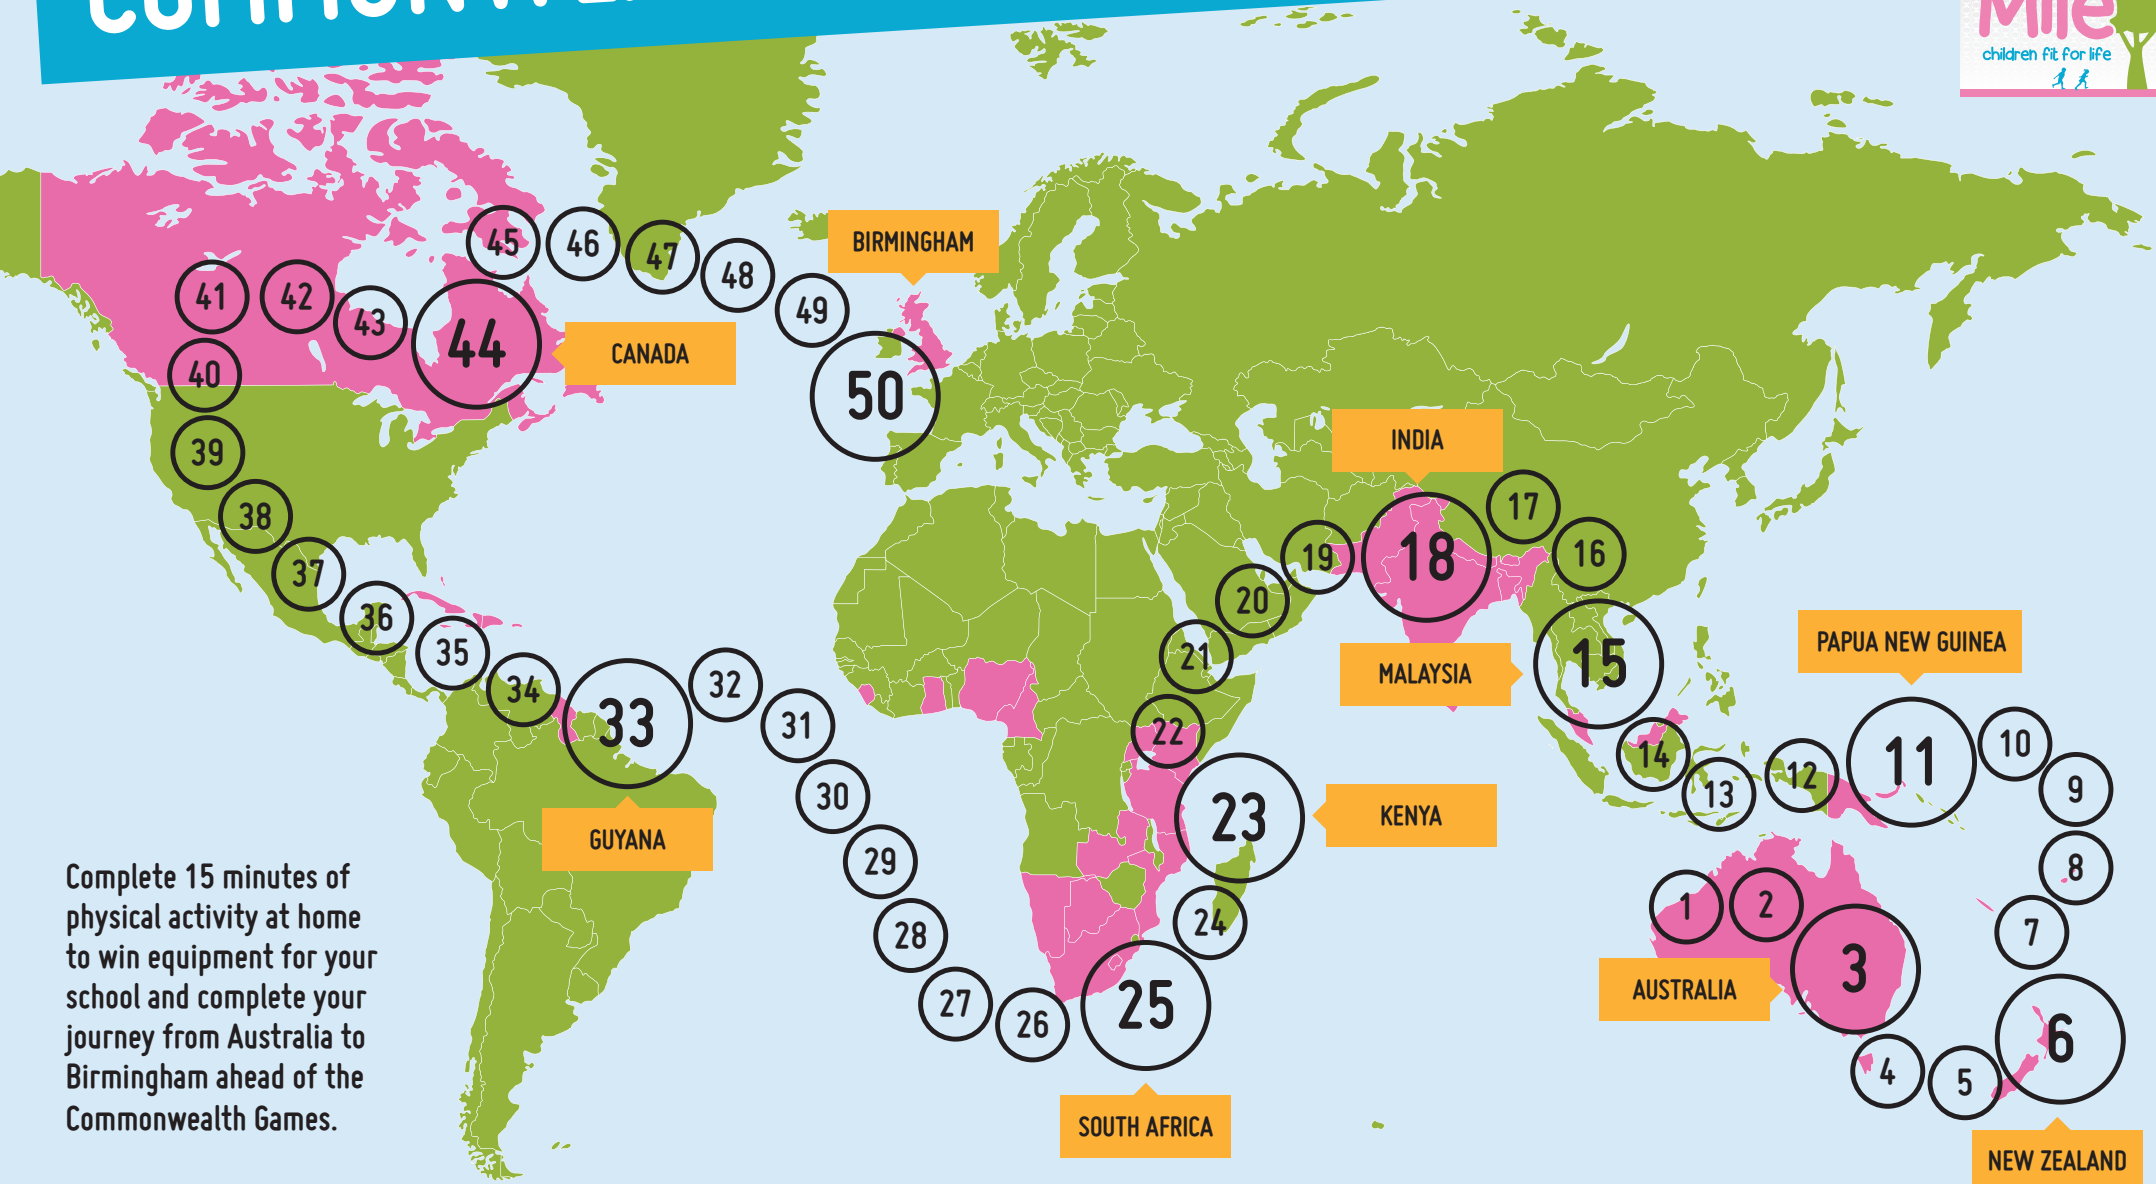 Mile
children fit for life
BIRMINGHAM
45
46
47
48
49
41
42
43
44
CANADA
40
50
39
INDIA
38
17
37
19
18
16
20
36
35
21
15
PAPUA NEW GUINEA
MALAYSIA
34
33
32
31
22
14
13
12
11
10
9
30
23
KENYA
GUYANA
29
8
Complete 15 minutes of
physical activity at home
to win equipment for your
school and complete your
journey from Australia to
Birmingham ahead of the
Commonwealth Games.
28
24
1
2
7
27
26
25
AUSTRALIA
3
6
4
5
SOUTH AFRICA
NEW ZEALAND